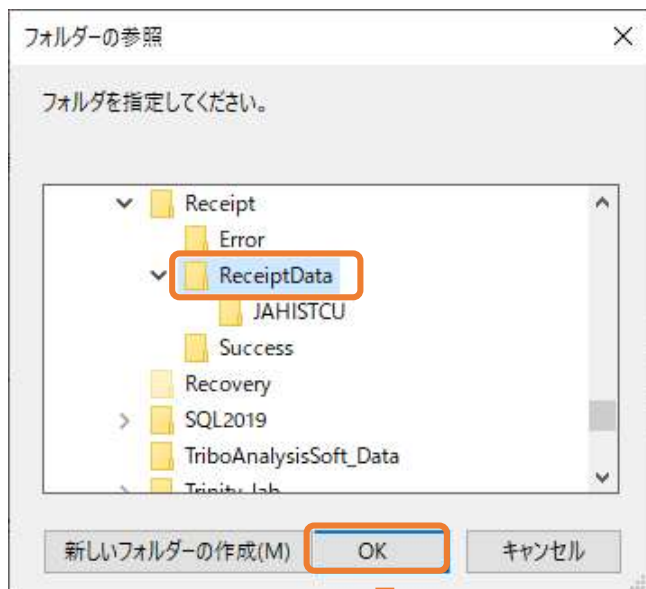 フォルダーの参照
フォルダを指定してください。
Receipt
Error
ReceiptData
JAHISTCU
Success
Recovery
SQL2019
TriboAnalysisSoft_Data
Trinity-lab
新しいフォルダーの作成(M) OK キャンセル